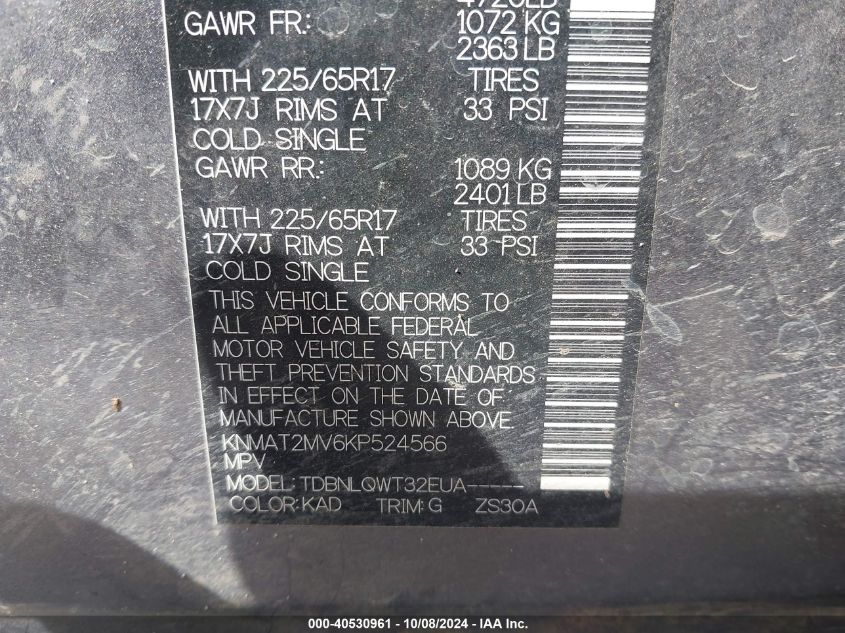 4720LB
GAWR FR: 1072 KG
2363 LB
WITH 225/65R17 TIRES
17X7J RIMS AT 33 PSI
COLD SINGLE
GAWR RR: 1089 KG
2401 LB
WITH 225/65R17 TIRES
17X7J RIMS AT 33 PSI
COLD SINGLE
THIS VEHICLE CONFORMS TO
ALL APPLICABLE FEDERAL
MOTOR VEHICLE SAFETY AND
THEFT PREVENTION STANDARDS
IN EFFECT ON THE DATE OF
MANUFACTURE SHOWN ABOVE
KNMAT2MV6KP524566
MPV
MODEL: TDBNLQWT32EUA-----
COLOR: KAD TRIM: G ZS30A
000-40530961 - 10/08/2024 - IAA Inc.